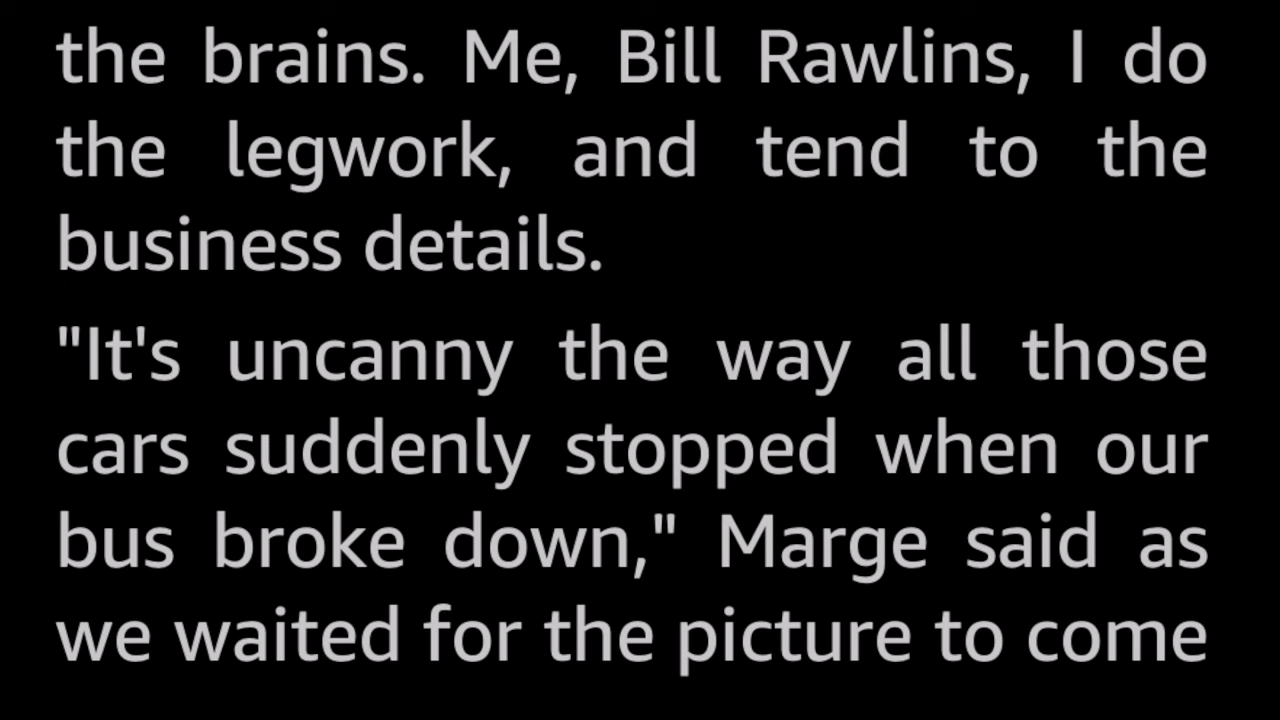 the brains. Me, Bill Rawlins, I do
the legwork, and tend to the
business details.
"It's uncanny the way all those
cars suddenly stopped when our
bus broke down," Marge said as
we waited for the picture to come